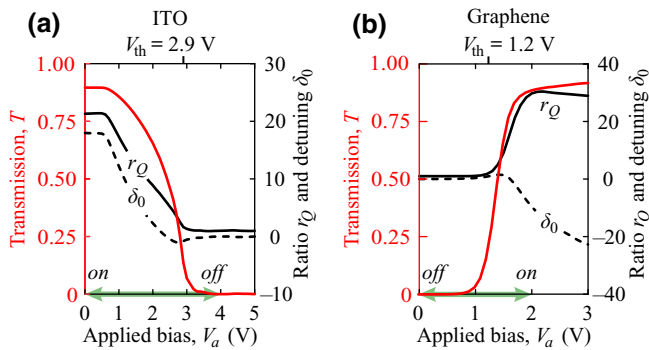 (a)
ITO
V_th = 2.9 V
1.00
0.75
0.50
0.25
0
Transmission, T
30
20
10
0
−10
Ratio r_Q and detuning δ_0
r_Q
δ_0
on
off
0 1 2 3 4 5
Applied bias, V_a (V)
(b)
Graphene
V_th = 1.2 V
1.00
0.75
0.50
0.25
0
Transmission, T
40
20
0
−20
−40
Ratio r_Q and detuning δ_0
r_Q
δ_0
off
on
0 1 2 3
Applied bias, V_a (V)